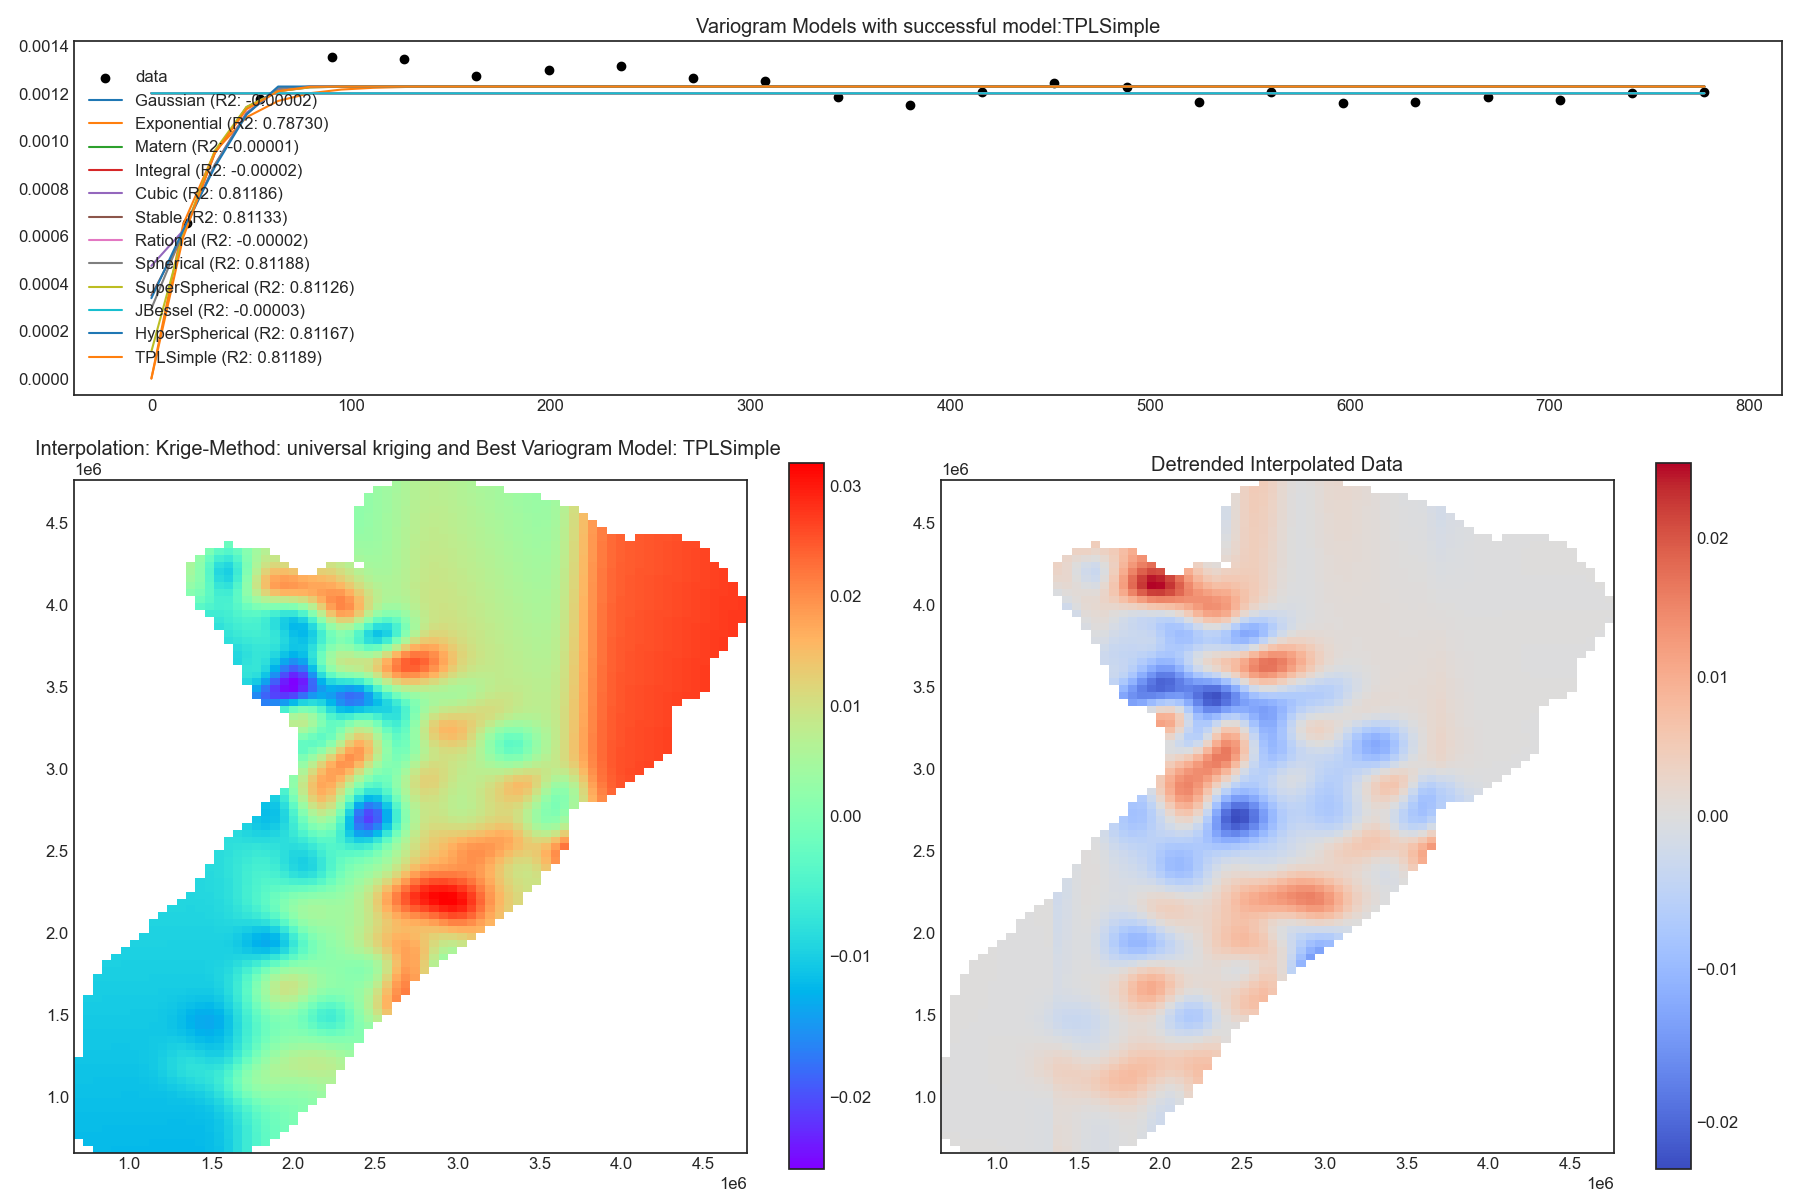 Variogram Models with successful model:TPLSimple
0.0014
0.0012
0.0010
0.0008
0.0006
0.0004
0.0002
0.0000
data
Gaussian (R2: -0.00002)
Exponential (R2: 0.78730)
Matern (R2: -0.00001)
Integral (R2: -0.00002)
Cubic (R2: 0.81186)
Stable (R2: 0.81133)
Rational (R2: -0.00002)
Spherical (R2: 0.81188)
SuperSpherical (R2: 0.81126)
JBessel (R2: -0.00003)
HyperSpherical (R2: 0.81167)
TPLSimple (R2: 0.81189)
0 100 200 300 400 500 600 700 800
Interpolation: Krige-Method: universal kriging and Best Variogram Model: TPLSimple
1e6
4.5
4.0
3.5
3.0
2.5
2.0
1.5
1.0
1.0 1.5 2.0 2.5 3.0 3.5 4.0 4.5
1e6
0.03
0.02
0.01
0.00
−0.01
−0.02
Detrended Interpolated Data
1e6
4.5
4.0
3.5
3.0
2.5
2.0
1.5
1.0
1.0 1.5 2.0 2.5 3.0 3.5 4.0 4.5
1e6
0.02
0.01
0.00
−0.01
−0.02